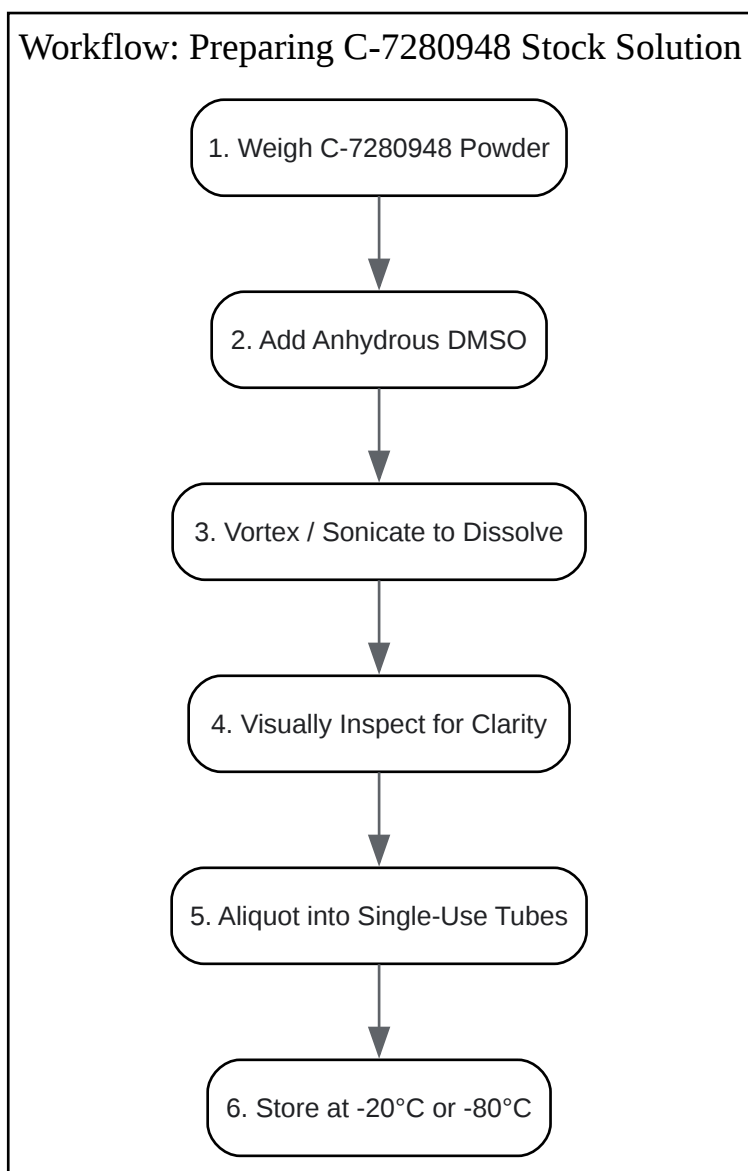 Workflow: Preparing C-7280948 Stock Solution
1. Weigh C-7280948 Powder
2. Add Anhydrous DMSO
3. Vortex / Sonicate to Dissolve
4. Visually Inspect for Clarity
5. Aliquot into Single-Use Tubes
6. Store at -20°C or -80°C